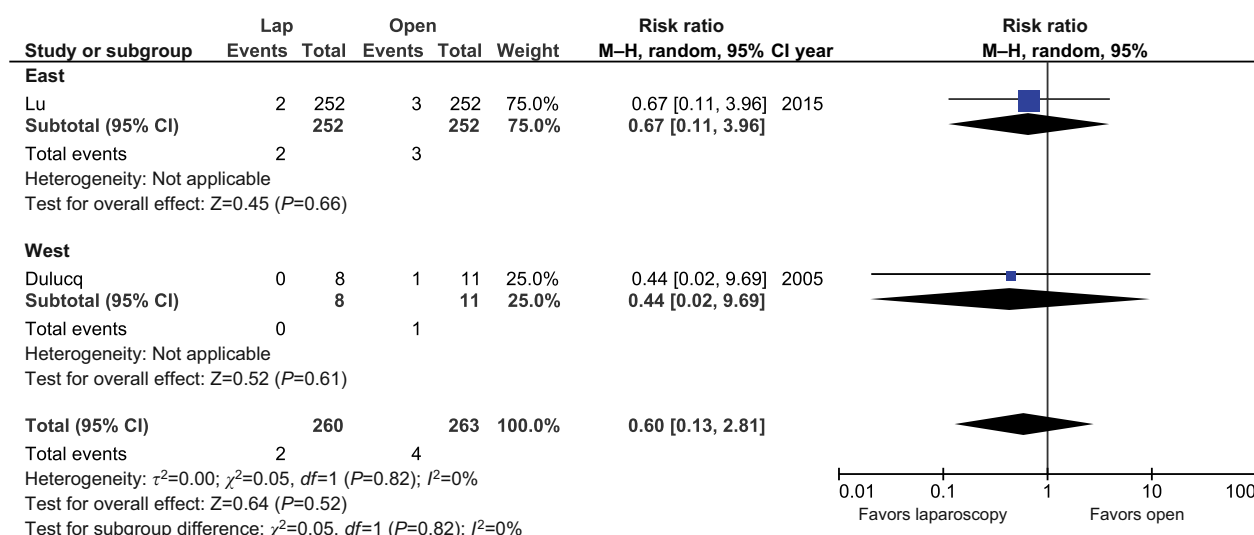 Lap Open Risk ratio Risk ratio
Study or subgroup Events Total Events Total Weight M–H, random, 95% CI year M–H, random, 95%
East
Lu 2 252 3 252 75.0% 0.67 [0.11, 3.96] 2015
Subtotal (95% CI) 252 252 75.0% 0.67 [0.11, 3.96]
Total events 2 3
Heterogeneity: Not applicable
Test for overall effect: Z=0.45 (P=0.66)
West
Dulucq 0 8 1 11 25.0% 0.44 [0.02, 9.69] 2005
Subtotal (95% CI) 8 11 25.0% 0.44 [0.02, 9.69]
Total events 0 1
Heterogeneity: Not applicable
Test for overall effect: Z=0.52 (P=0.61)
Total (95% CI) 260 263 100.0% 0.60 [0.13, 2.81]
Total events 2 4
Heterogeneity: τ²=0.00; χ²=0.05, df=1 (P=0.82); I²=0%
0.01 0.1 1 10 100
Test for overall effect: Z=0.64 (P=0.52)
Favors laparoscopy Favors open
Test for subgroup difference: χ²=0.05, df=1 (P=0.82); I²=0%